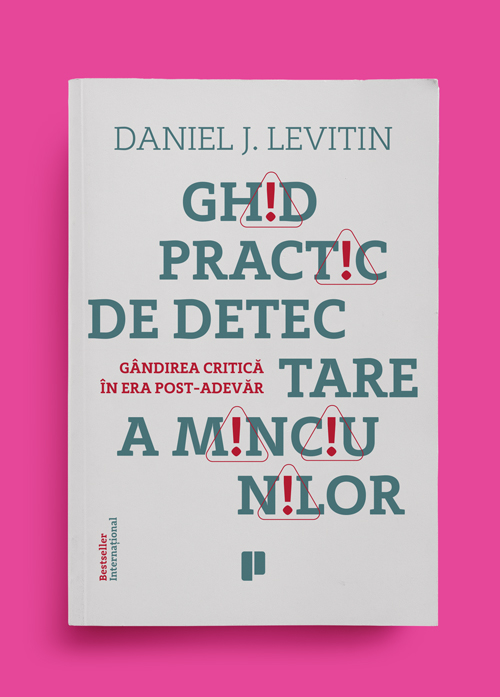 DANIEL J. LEVITIN
GH!D
PRACT!C
DE DETEC
GÂNDIREA CRITICĂ
ÎN ERA POST-ADEVĂR
TARE
A M!NC!U
N!LOR
Bestseller
Internațional